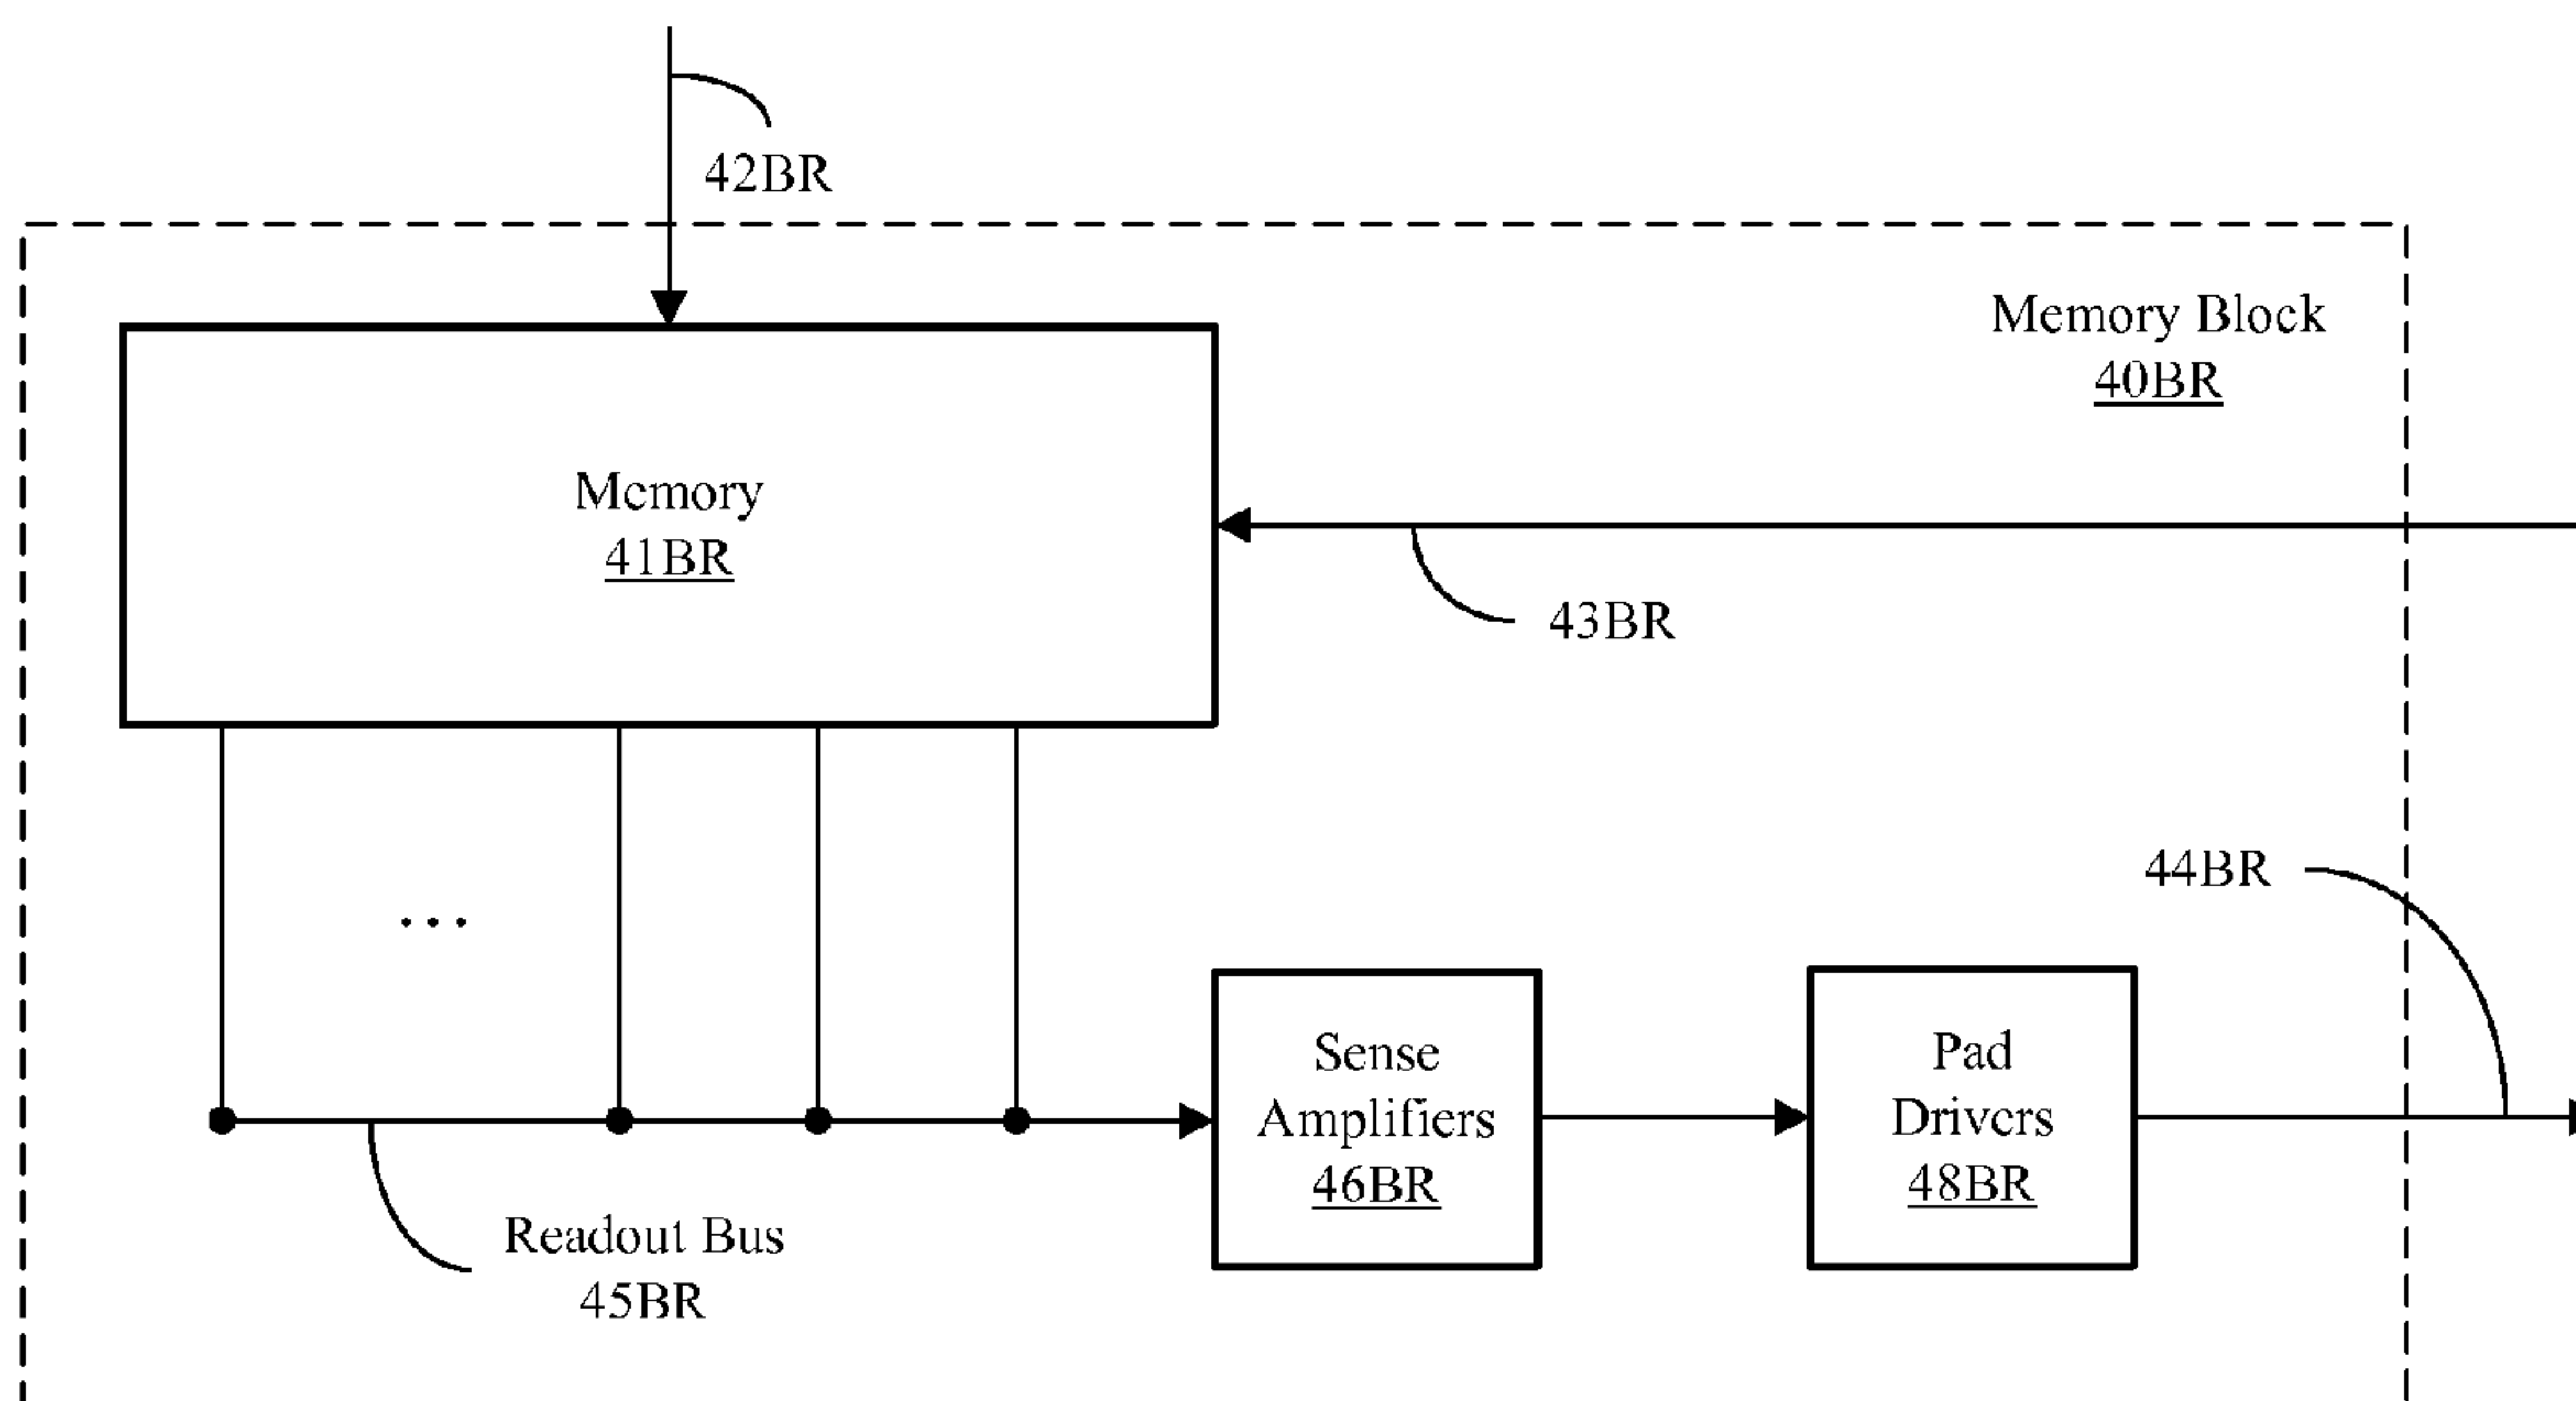 42BR
Memory Block
40BR
Memory
41BR
43BR
44BR
...
Sense
Amplifiers
46BR
Pad
Drivers
48BR
Readout Bus
45BR